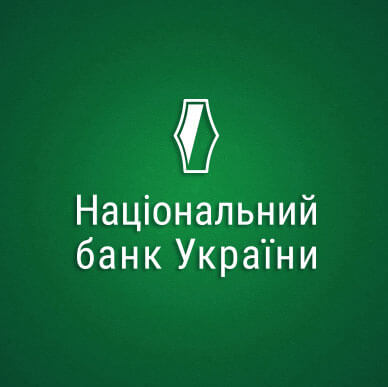 Національний
банк України